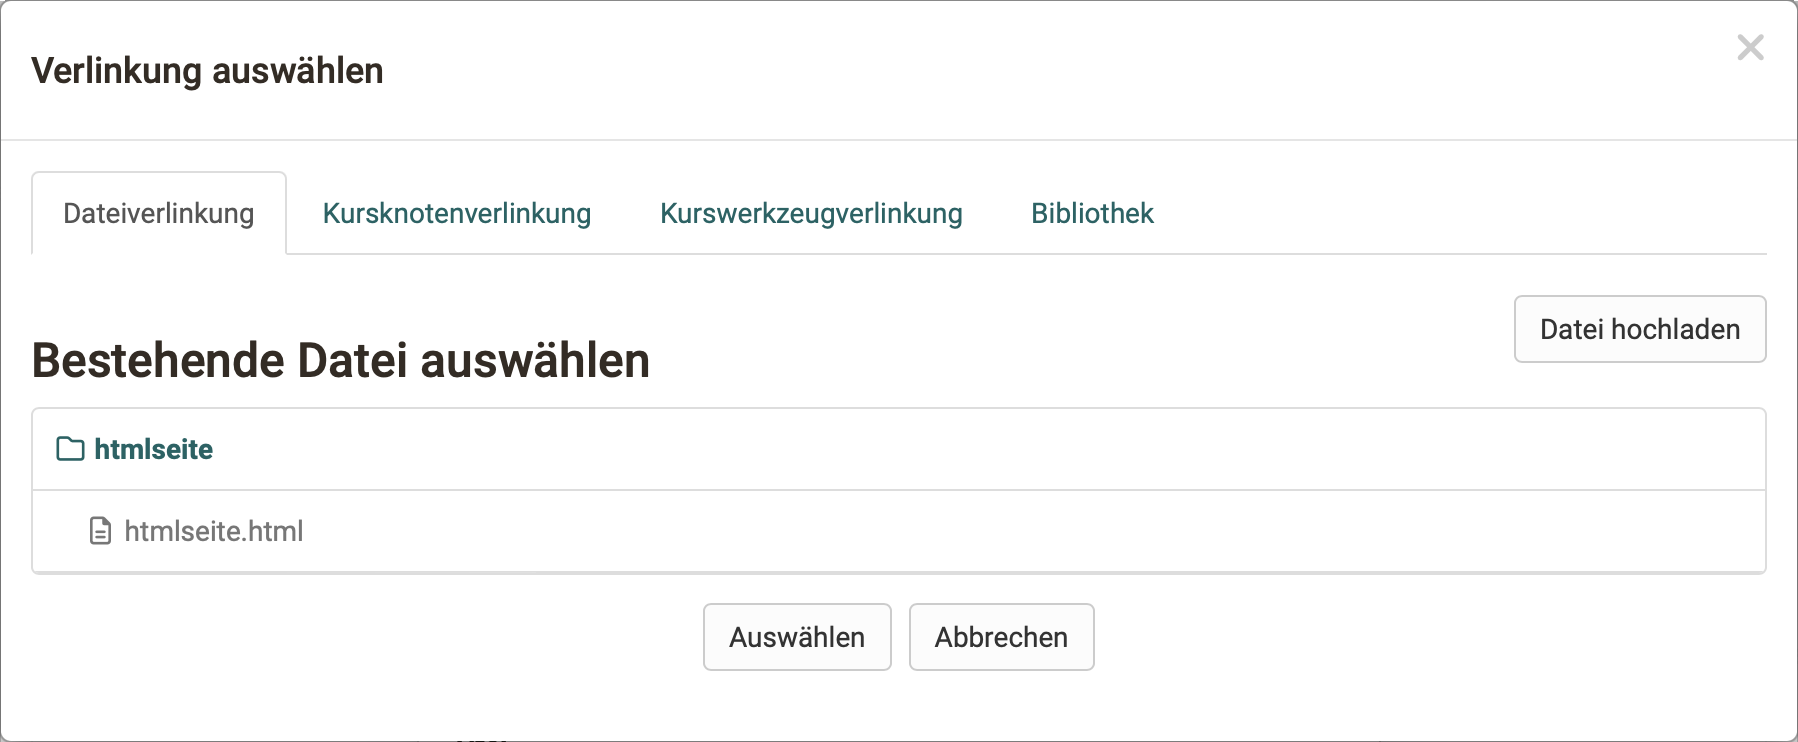 Verlinkung auswählen
Dateiverlinkung Kursknotenverlinkung Kurswerkzeugverlinkung Bibliothek
Datei hochladen
Bestehende Datei auswählen
htmlseite
htmlseite.html
Auswählen Abbrechen